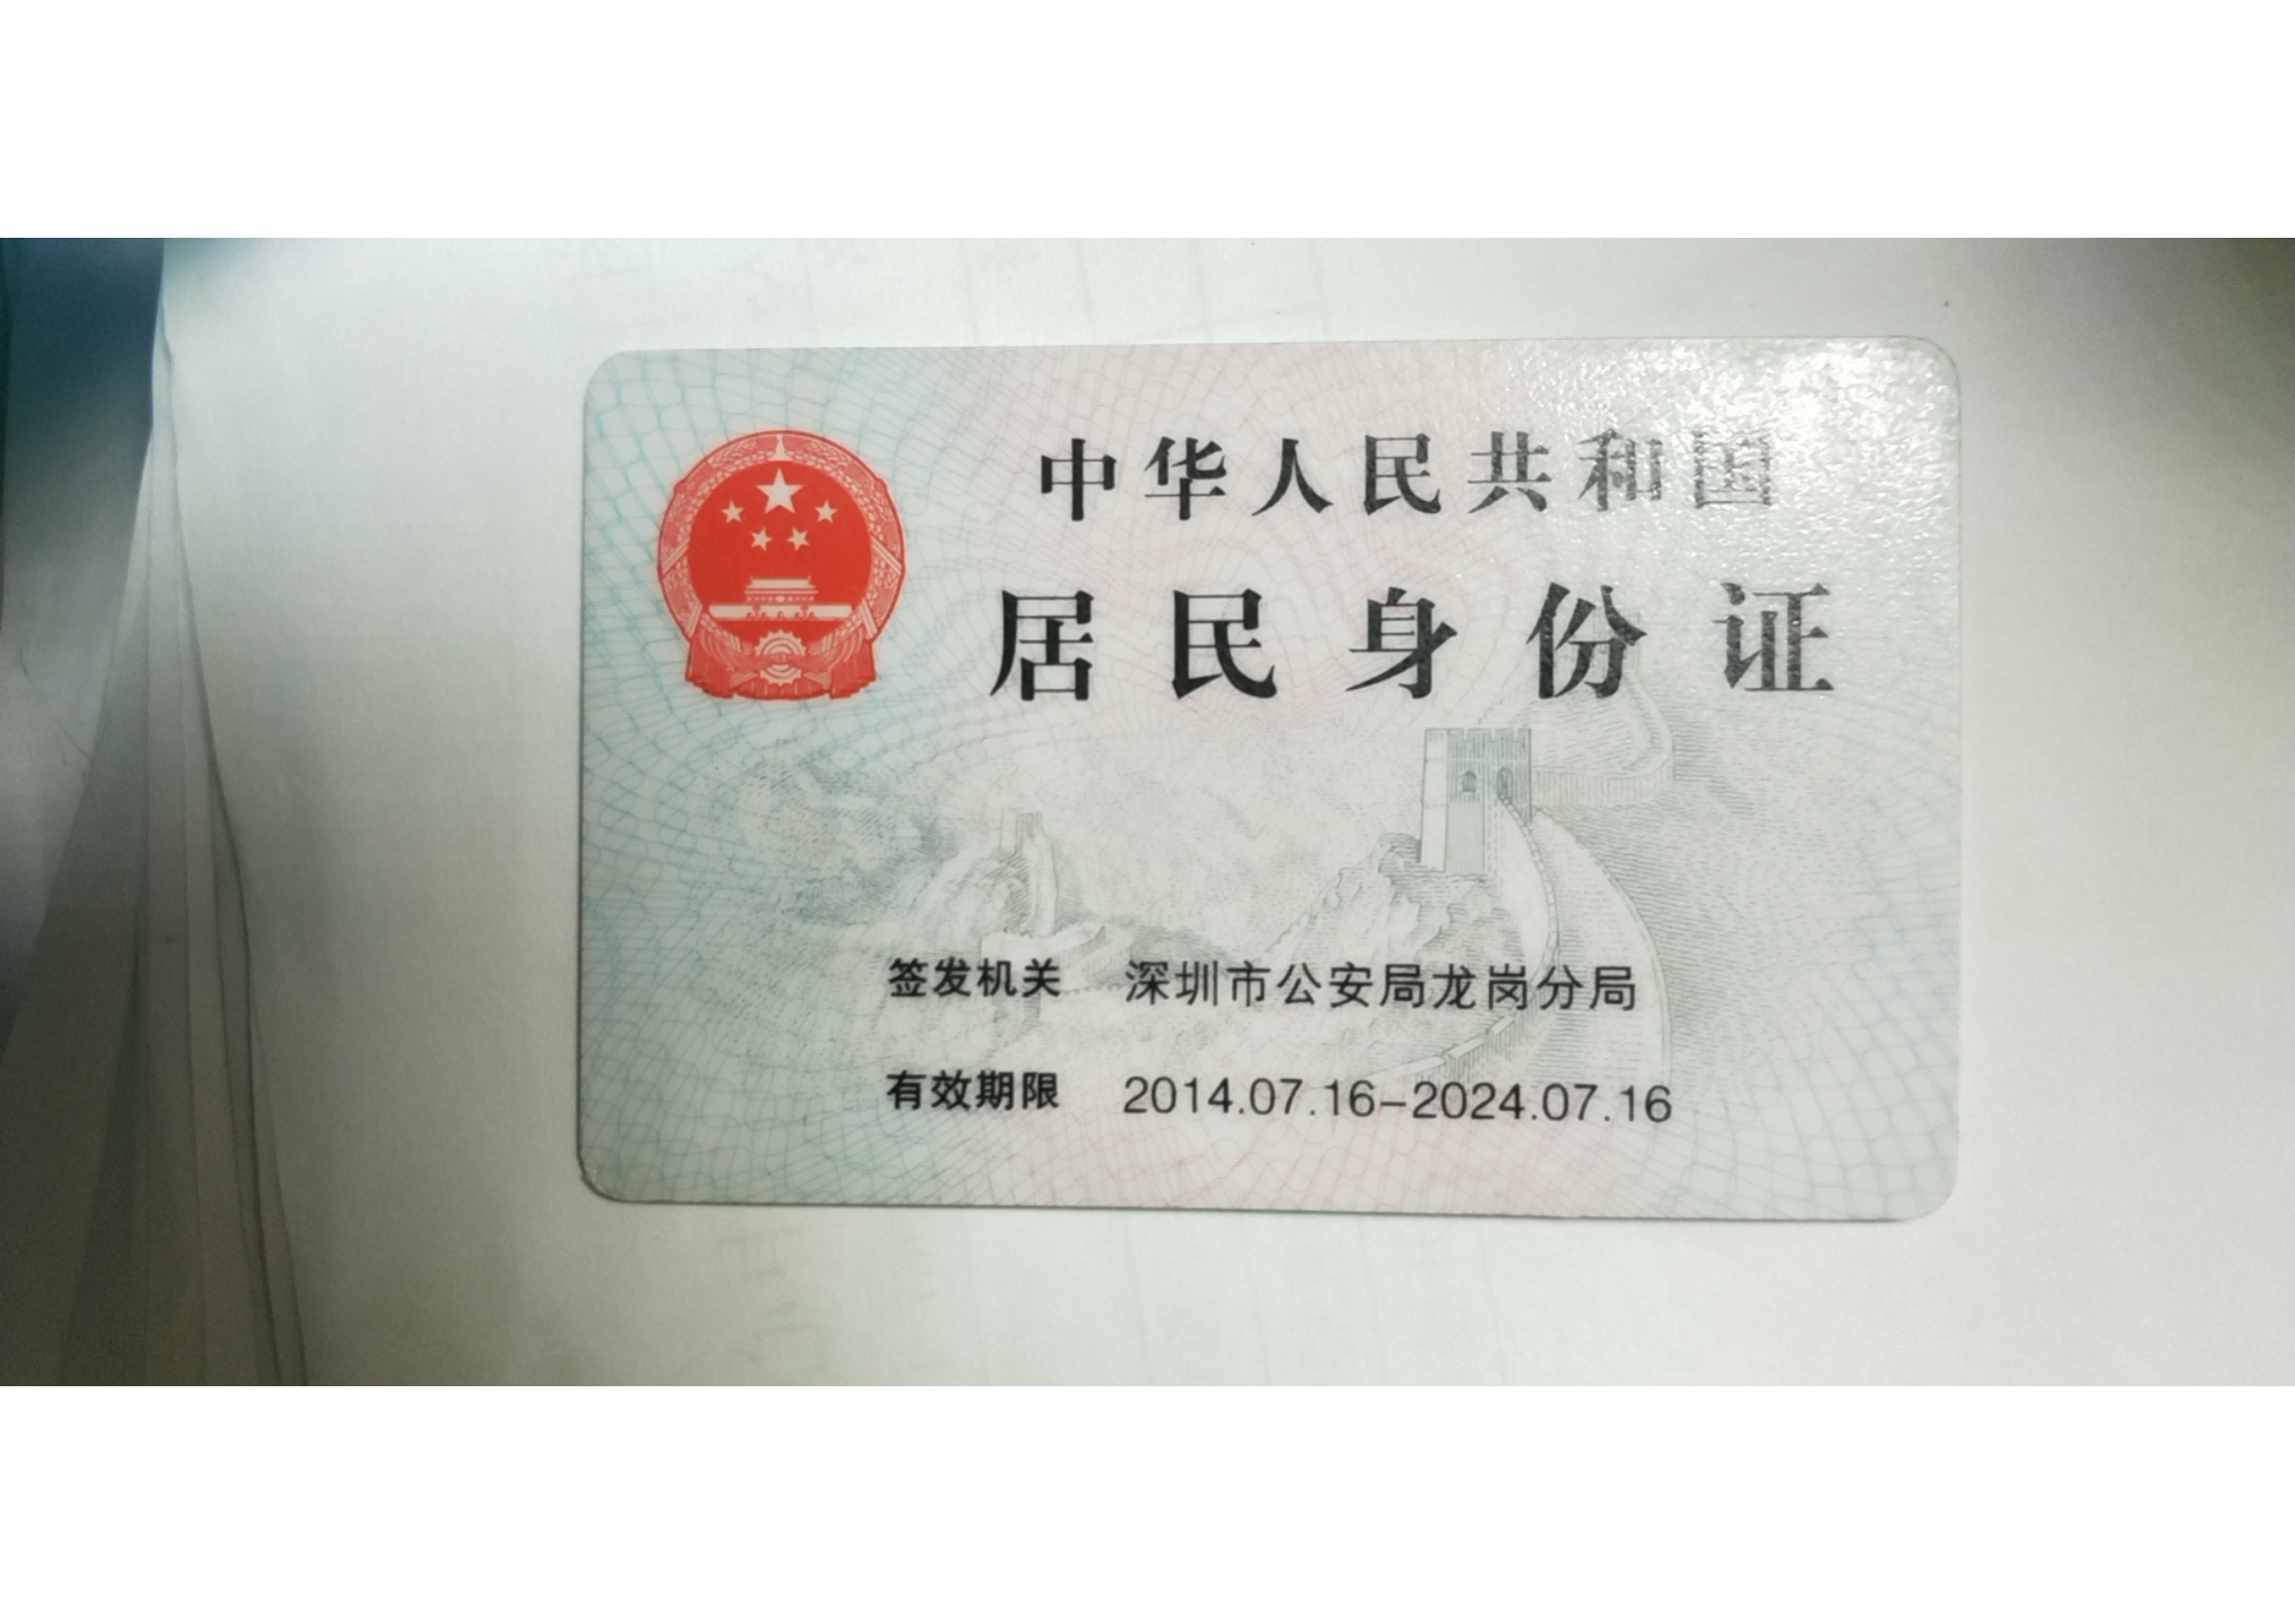 中华人民共和国
居民身份证
签发机关 深圳市公安局龙岗分局
有效期限 2014.07.16-2024.07.16